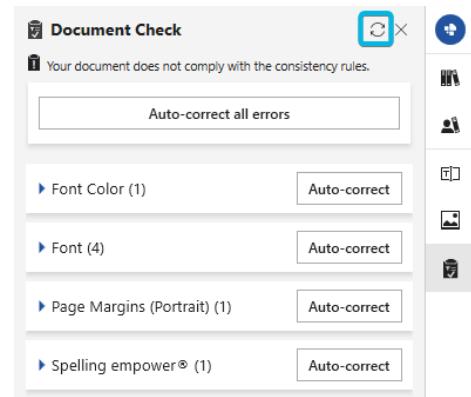 Document Check
Your document does not comply with the consistency rules.
Auto-correct all errors
Font Color (1) Auto-correct
Font (4) Auto-correct
Page Margins (Portrait) (1) Auto-correct
Spelling empower® (1) Auto-correct